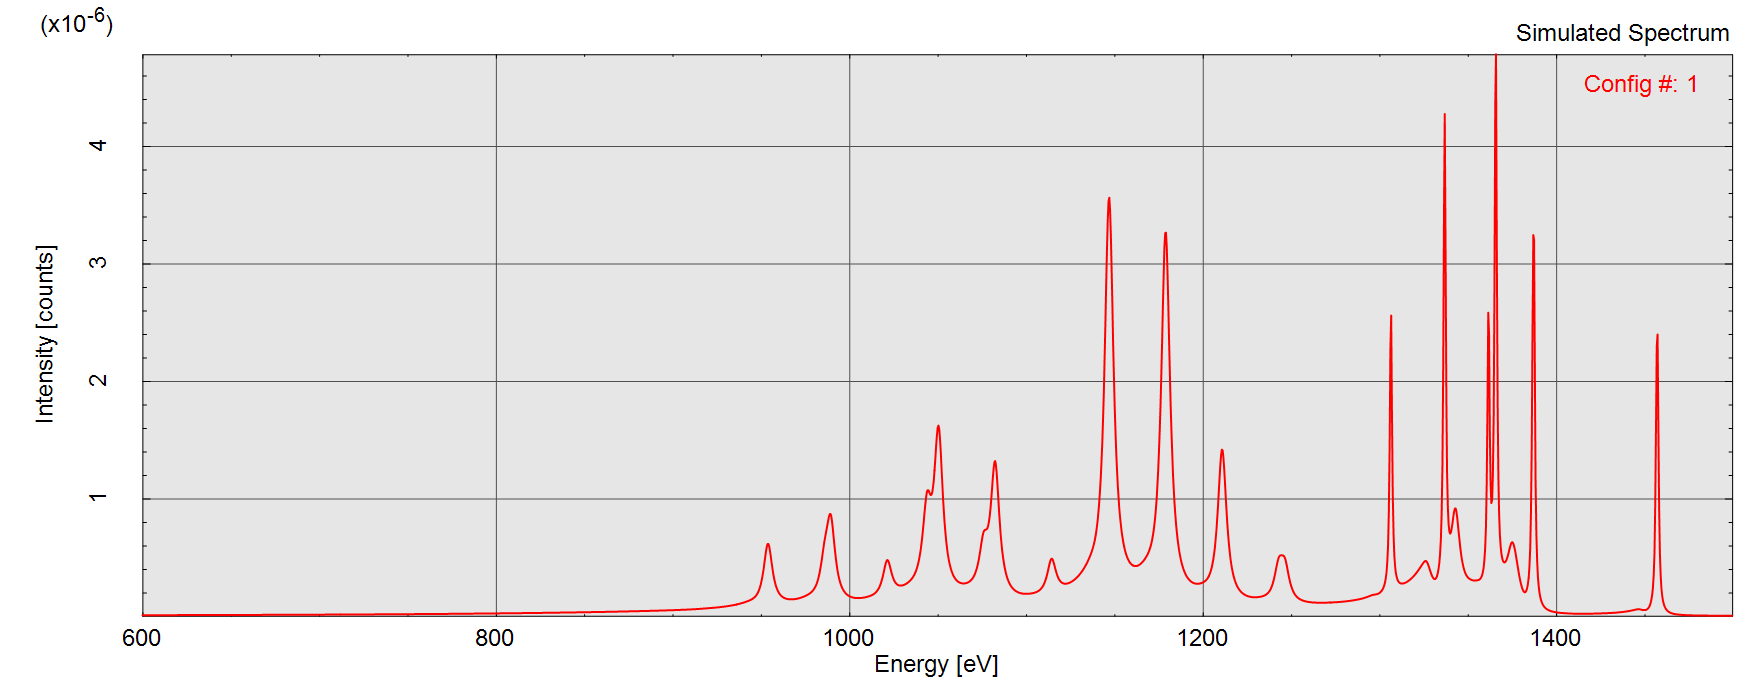 (x10-6)
Simulated Spectrum
Config #: 1
4
3
2
1
Intensity [counts]
600 800 1000 1200 1400
Energy [eV]